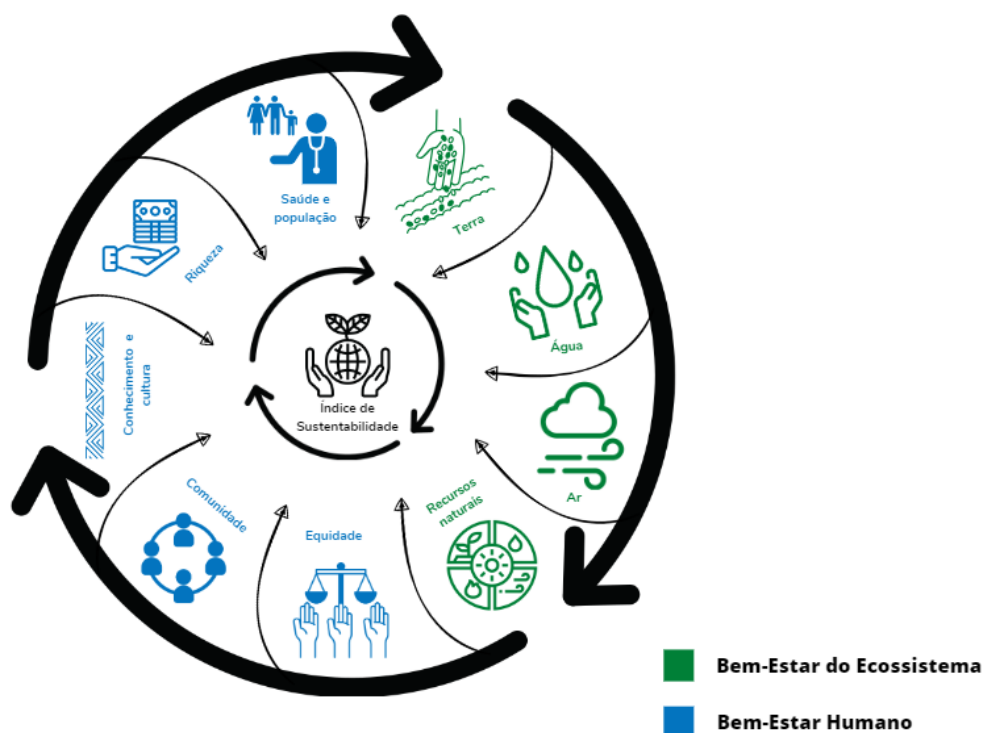 Saúde e
população
Terra
Riqueza
Água
Conhecimento e
cultura
Índice de
Sustentabilidade
Ar
Comunidade
Recursos
naturais
Equidade
Bem-Estar do Ecossistema
Bem-Estar Humano